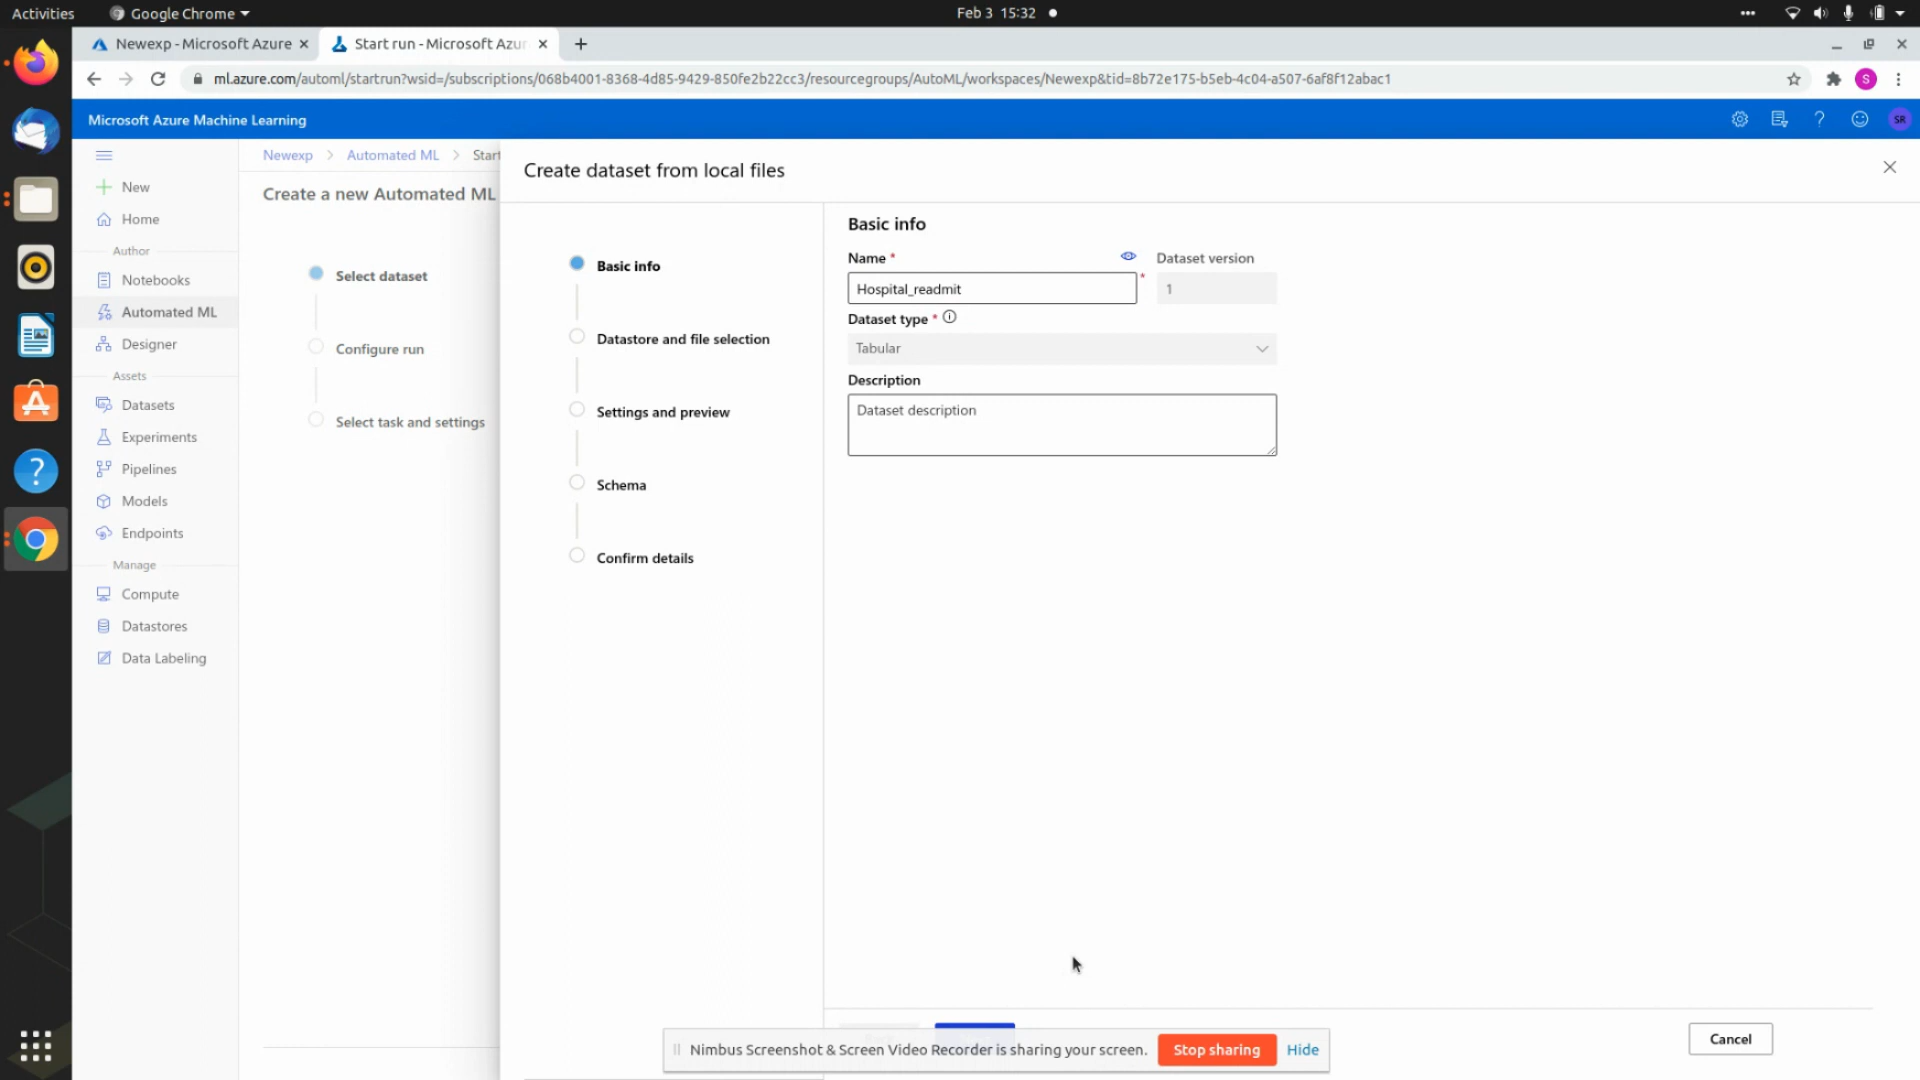 Activities
Google Chrome
Feb 3 15:32
Newexp - Microsoft Azure
Start run - Microsoft Azur
ml.azure.com/automl/startrun?wsid=/subscriptions/068b4001-8368-4d85-9429-850fe2b22cc3/resourcegroups/AutoML/workspaces/Newexp&tid=8b72e175-b5eb-4c04-a507-6af8f12abac1
S
Microsoft Azure Machine Learning
SR
New
Home
Author
Notebooks
Automated ML
Designer
Assets
Datasets
Experiments
Pipelines
Models
Endpoints
Manage
Compute
Datastores
Data Labeling
Newexp > Automated ML > Start
Create a new Automated ML
Select dataset
Configure run
Select task and settings
Create dataset from local files
Basic info
Datastore and file selection
Settings and preview
Schema
Confirm details
Basic info
Name *
Dataset version
Hospital_readmit
*
1
Dataset type *
Tabular
Description
Dataset description
Cancel
Nimbus Screenshot & Screen Video Recorder is sharing your screen.
Stop sharing
Hide